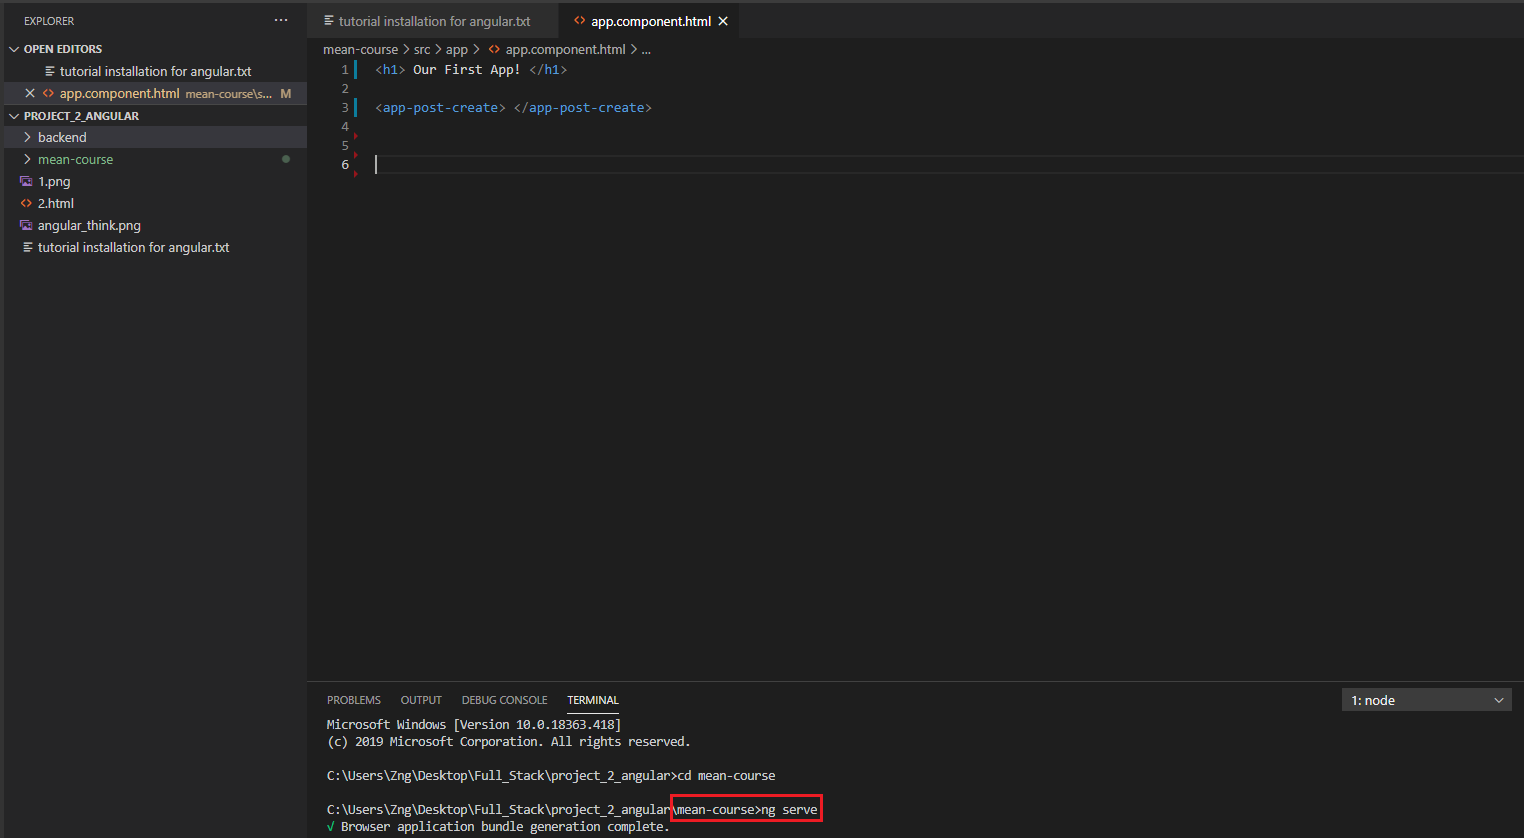 EXPLORER
OPEN EDITORS
tutorial installation for angular.txt
app.component.html mean-course\s... M
PROJECT_2_ANGULAR
backend
mean-course
1.png
2.html
angular_think.png
tutorial installation for angular.txt
tutorial installation for angular.txt app.component.html
mean-course > src > app > app.component.html > ...
1 <h1> Our First App! </h1>
2
3 <app-post-create> </app-post-create>
4
5
6
PROBLEMS OUTPUT DEBUG CONSOLE TERMINAL 1: node
Microsoft Windows [Version 10.0.18363.418]
(c) 2019 Microsoft Corporation. All rights reserved.
C:\Users\Zng\Desktop\Full_Stack\project_2_angular>cd mean-course
C:\Users\Zng\Desktop\Full_Stack\project_2_angular\mean-course>ng serve
√ Browser application bundle generation complete.